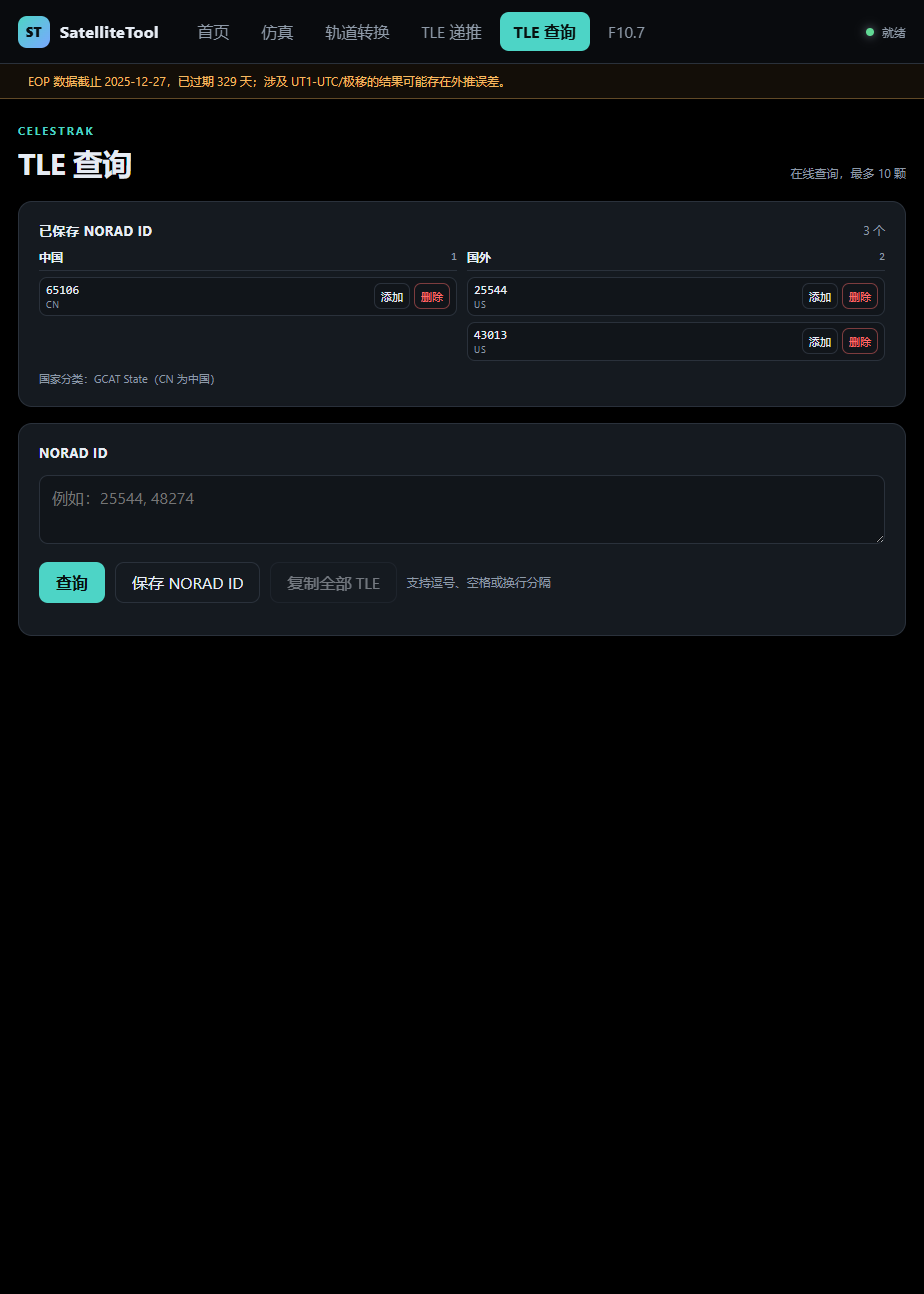 ST SatelliteTool 首页 仿真 轨道转换 TLE 递推 TLE 查询 F10.7 就绪
EOP 数据截止 2025-12-27，已过期 329 天；涉及 UT1-UTC/极移的结果可能存在外推误差。
CELESTRAK
TLE 查询
在线查询，最多 10 颗
已保存 NORAD ID 3 个
中国 1
65106
CN
添加 删除
国外 2
25544
US
添加 删除
43013
US
添加 删除
国家分类：GCAT State（CN 为中国）
NORAD ID
例如：25544, 48274
查询 保存 NORAD ID 复制全部 TLE 支持逗号、空格或换行分隔